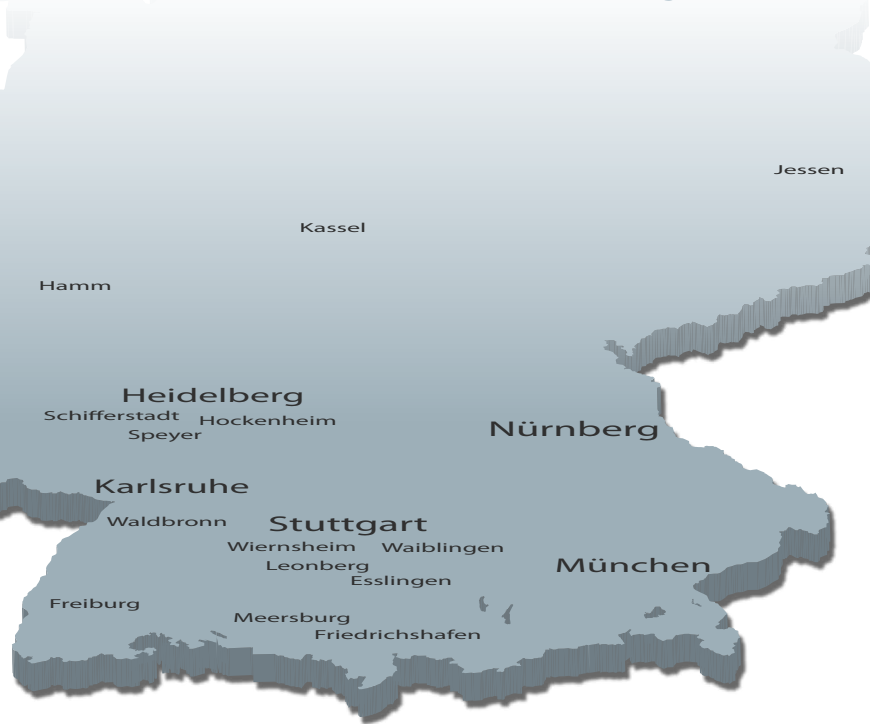 Jessen
Kassel
Hamm
Heidelberg
Schifferstadt
Hockenheim
Speyer
Nürnberg
Karlsruhe
Waldbronn
Stuttgart
Wiernsheim
Waiblingen
Leonberg
München
Esslingen
Freiburg
Meersburg
Friedrichshafen